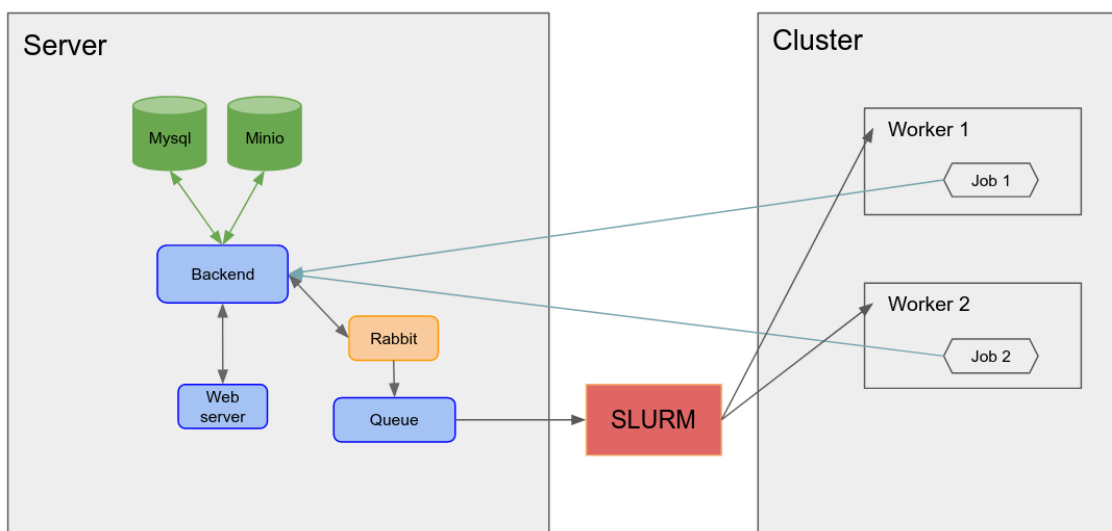 Server
Cluster
Mysql
Minio
Worker 1
Job 1
Backend
Rabbit
Worker 2
Job 2
Web
server
Queue
SLURM